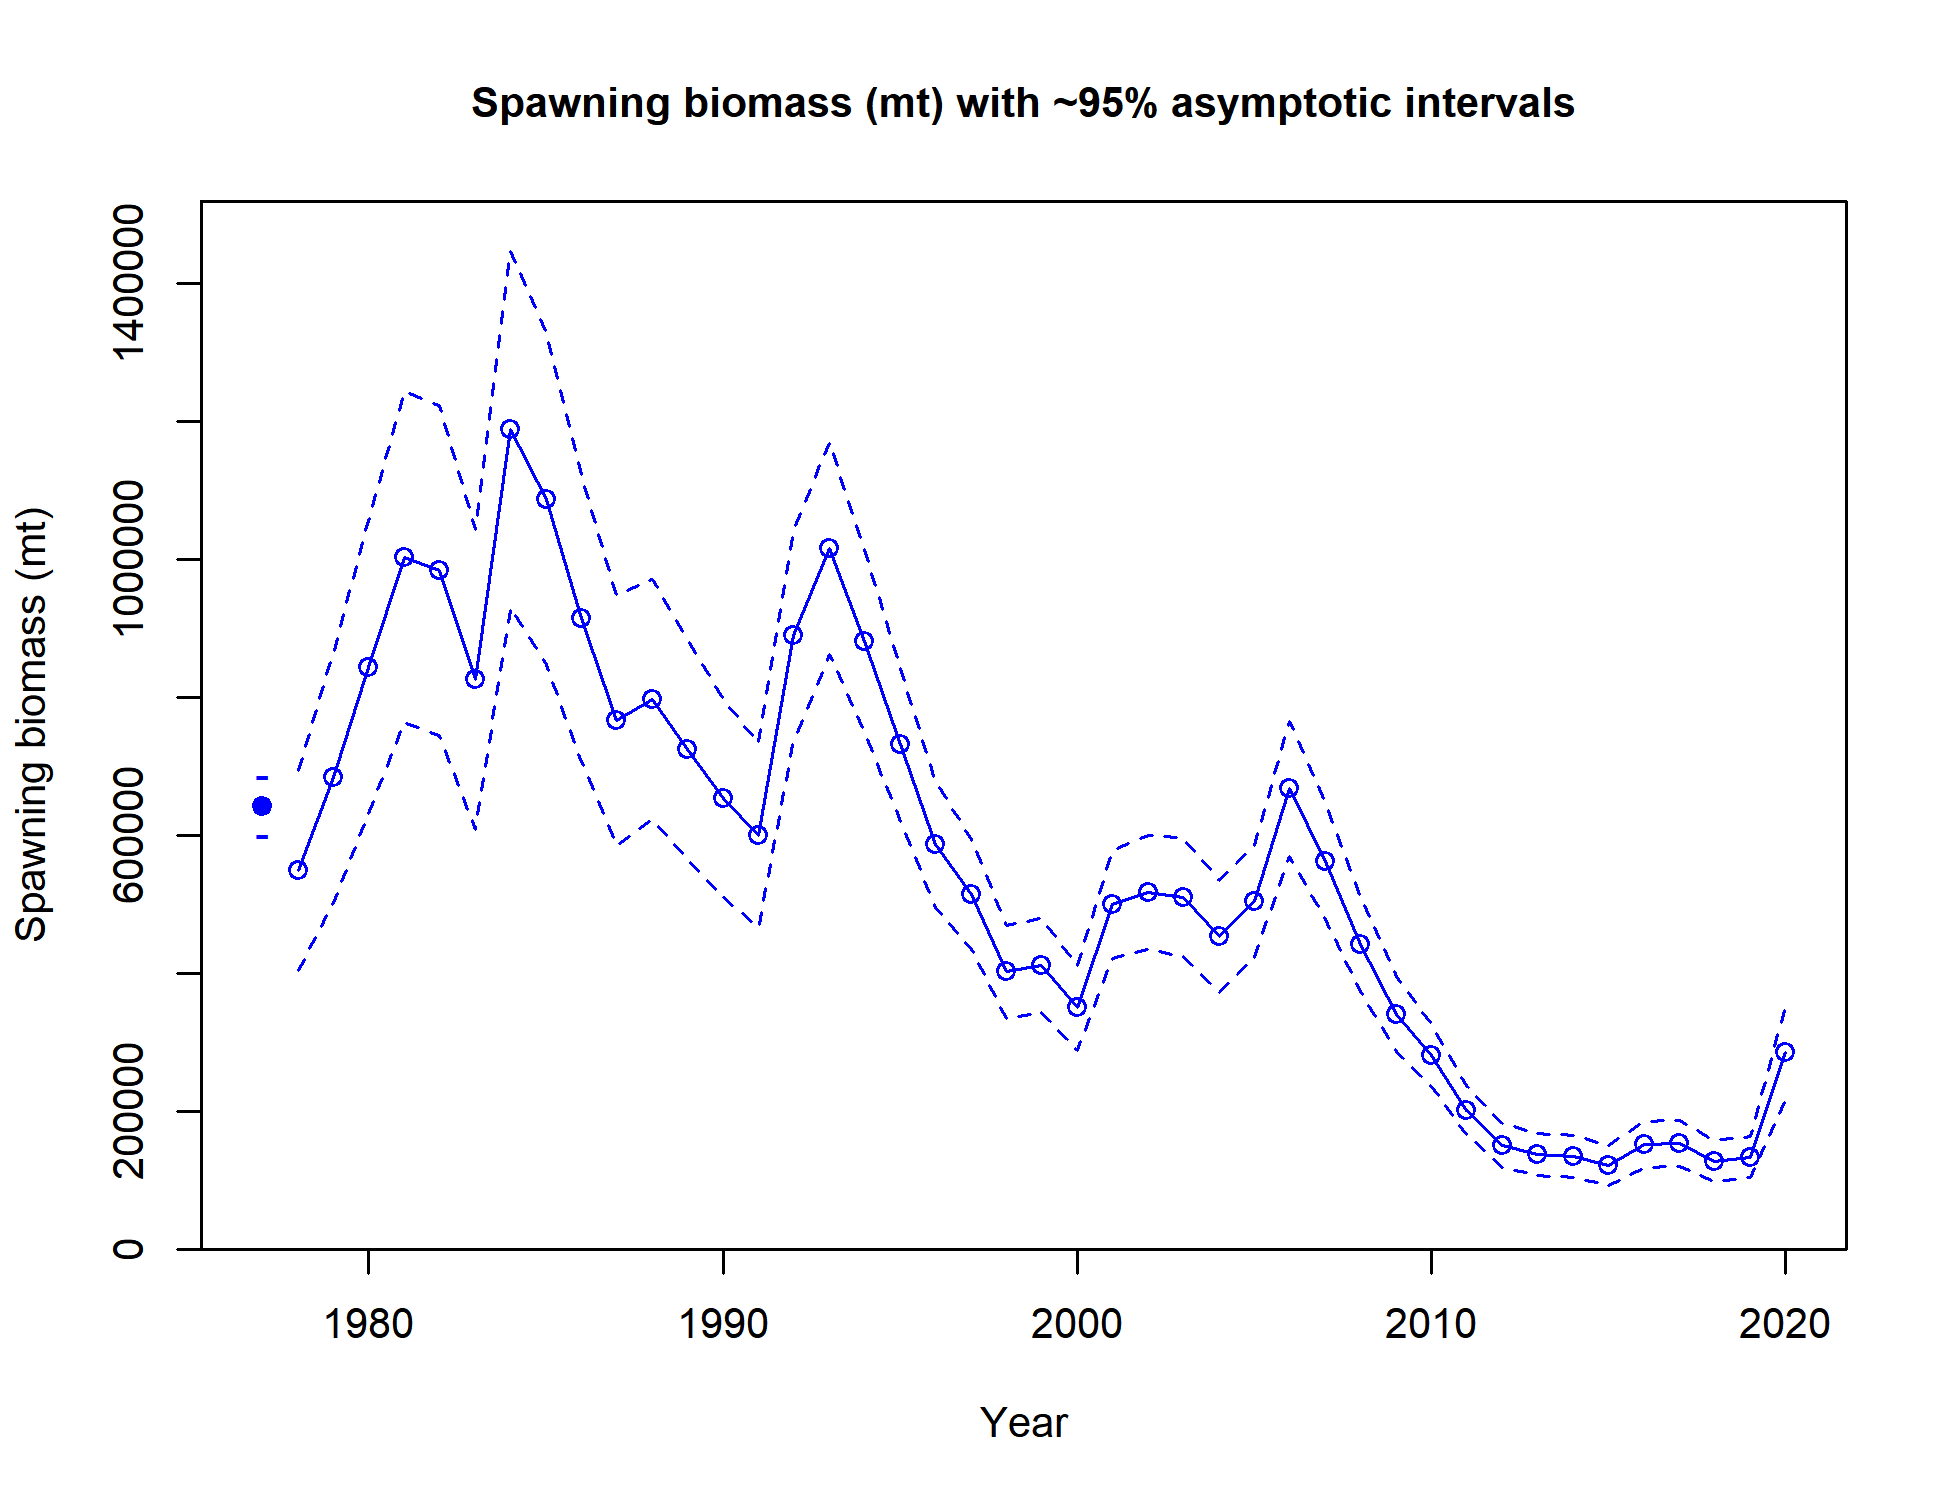 Spawning biomass (mt) with ~95% asymptotic intervals
Spawning biomass (mt)
1400000
1000000
600000
200000
0
1980 1990 2000 2010 2020
Year